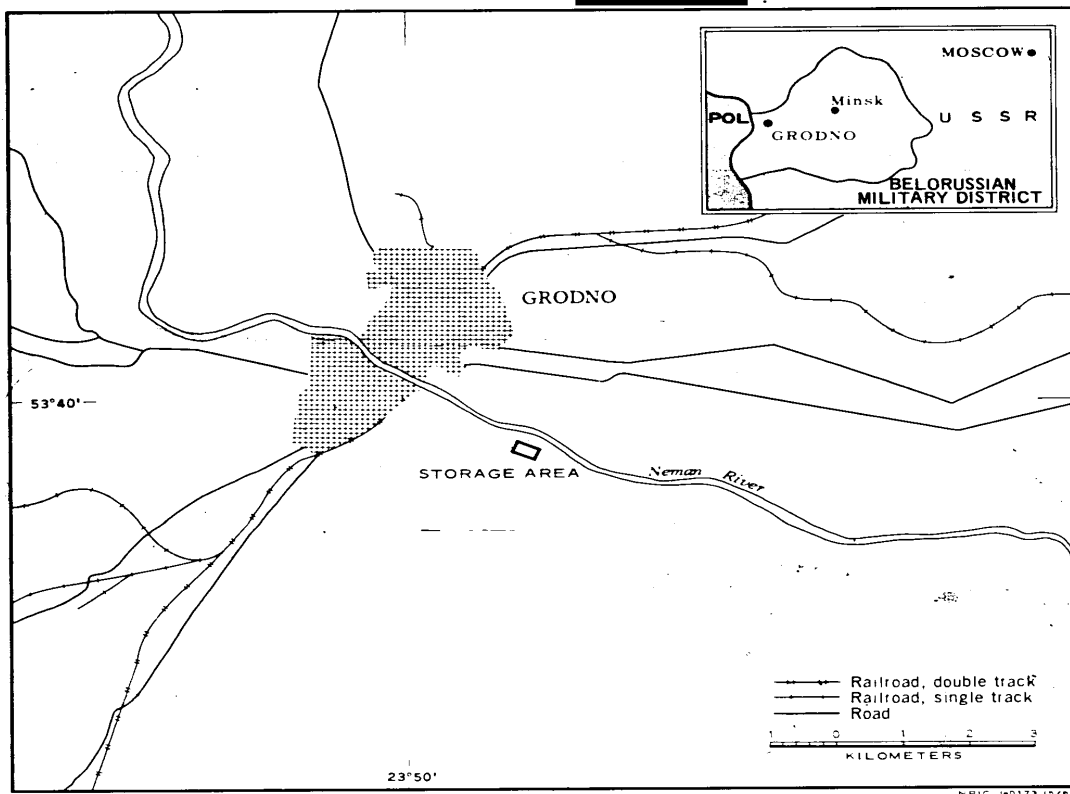 MOSCOW
Minsk
POL
U S S R
GRODNO
BELORUSSIAN
MILITARY DISTRICT
GRODNO
53°40'
STORAGE AREA
Neman River
Railroad, double track
Railroad, single track
Road
1 0 1 2 3
KILOMETERS
23°50'